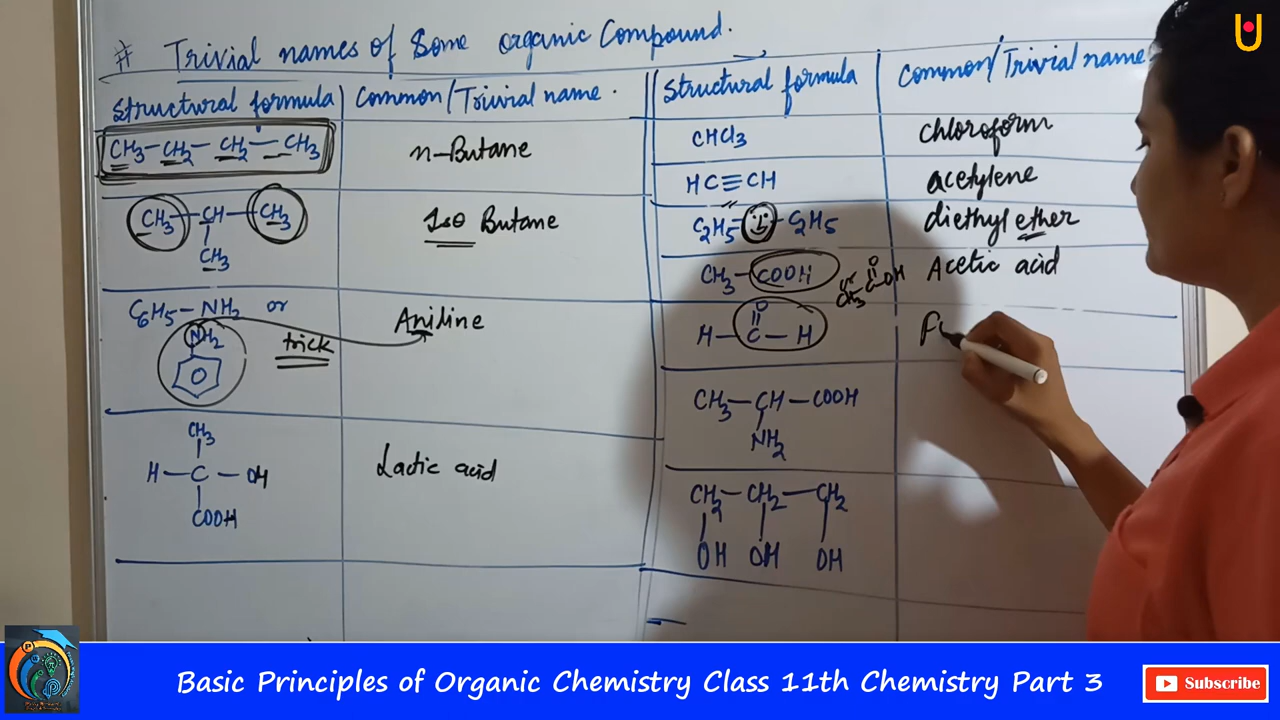 # Trivial names of Some organic Compound.
Structural formula
Common/Trivial name.
CH3-CH2-CH2-CH3
n-Butane
CH3-CH-CH3
CH3
Iso Butane
C6H5-NH2 or
NH2
trick
Aniline
CH3
H-C-OH
COOH
Lactic acid
Structural formula
Common/Trivial name
CHCl3
chloroform
HC≡CH
acetylene
C2H5-O-C2H5
diethyl ether
CH3-COOH
or
O
CH3 C-OH
Acetic acid
O
H-C-H
CH3-CH-COOH
NH2
CH2-CH2-CH2
OH OH OH
Basic Principles of Organic Chemistry Class 11th Chemistry Part 3
Subscribe